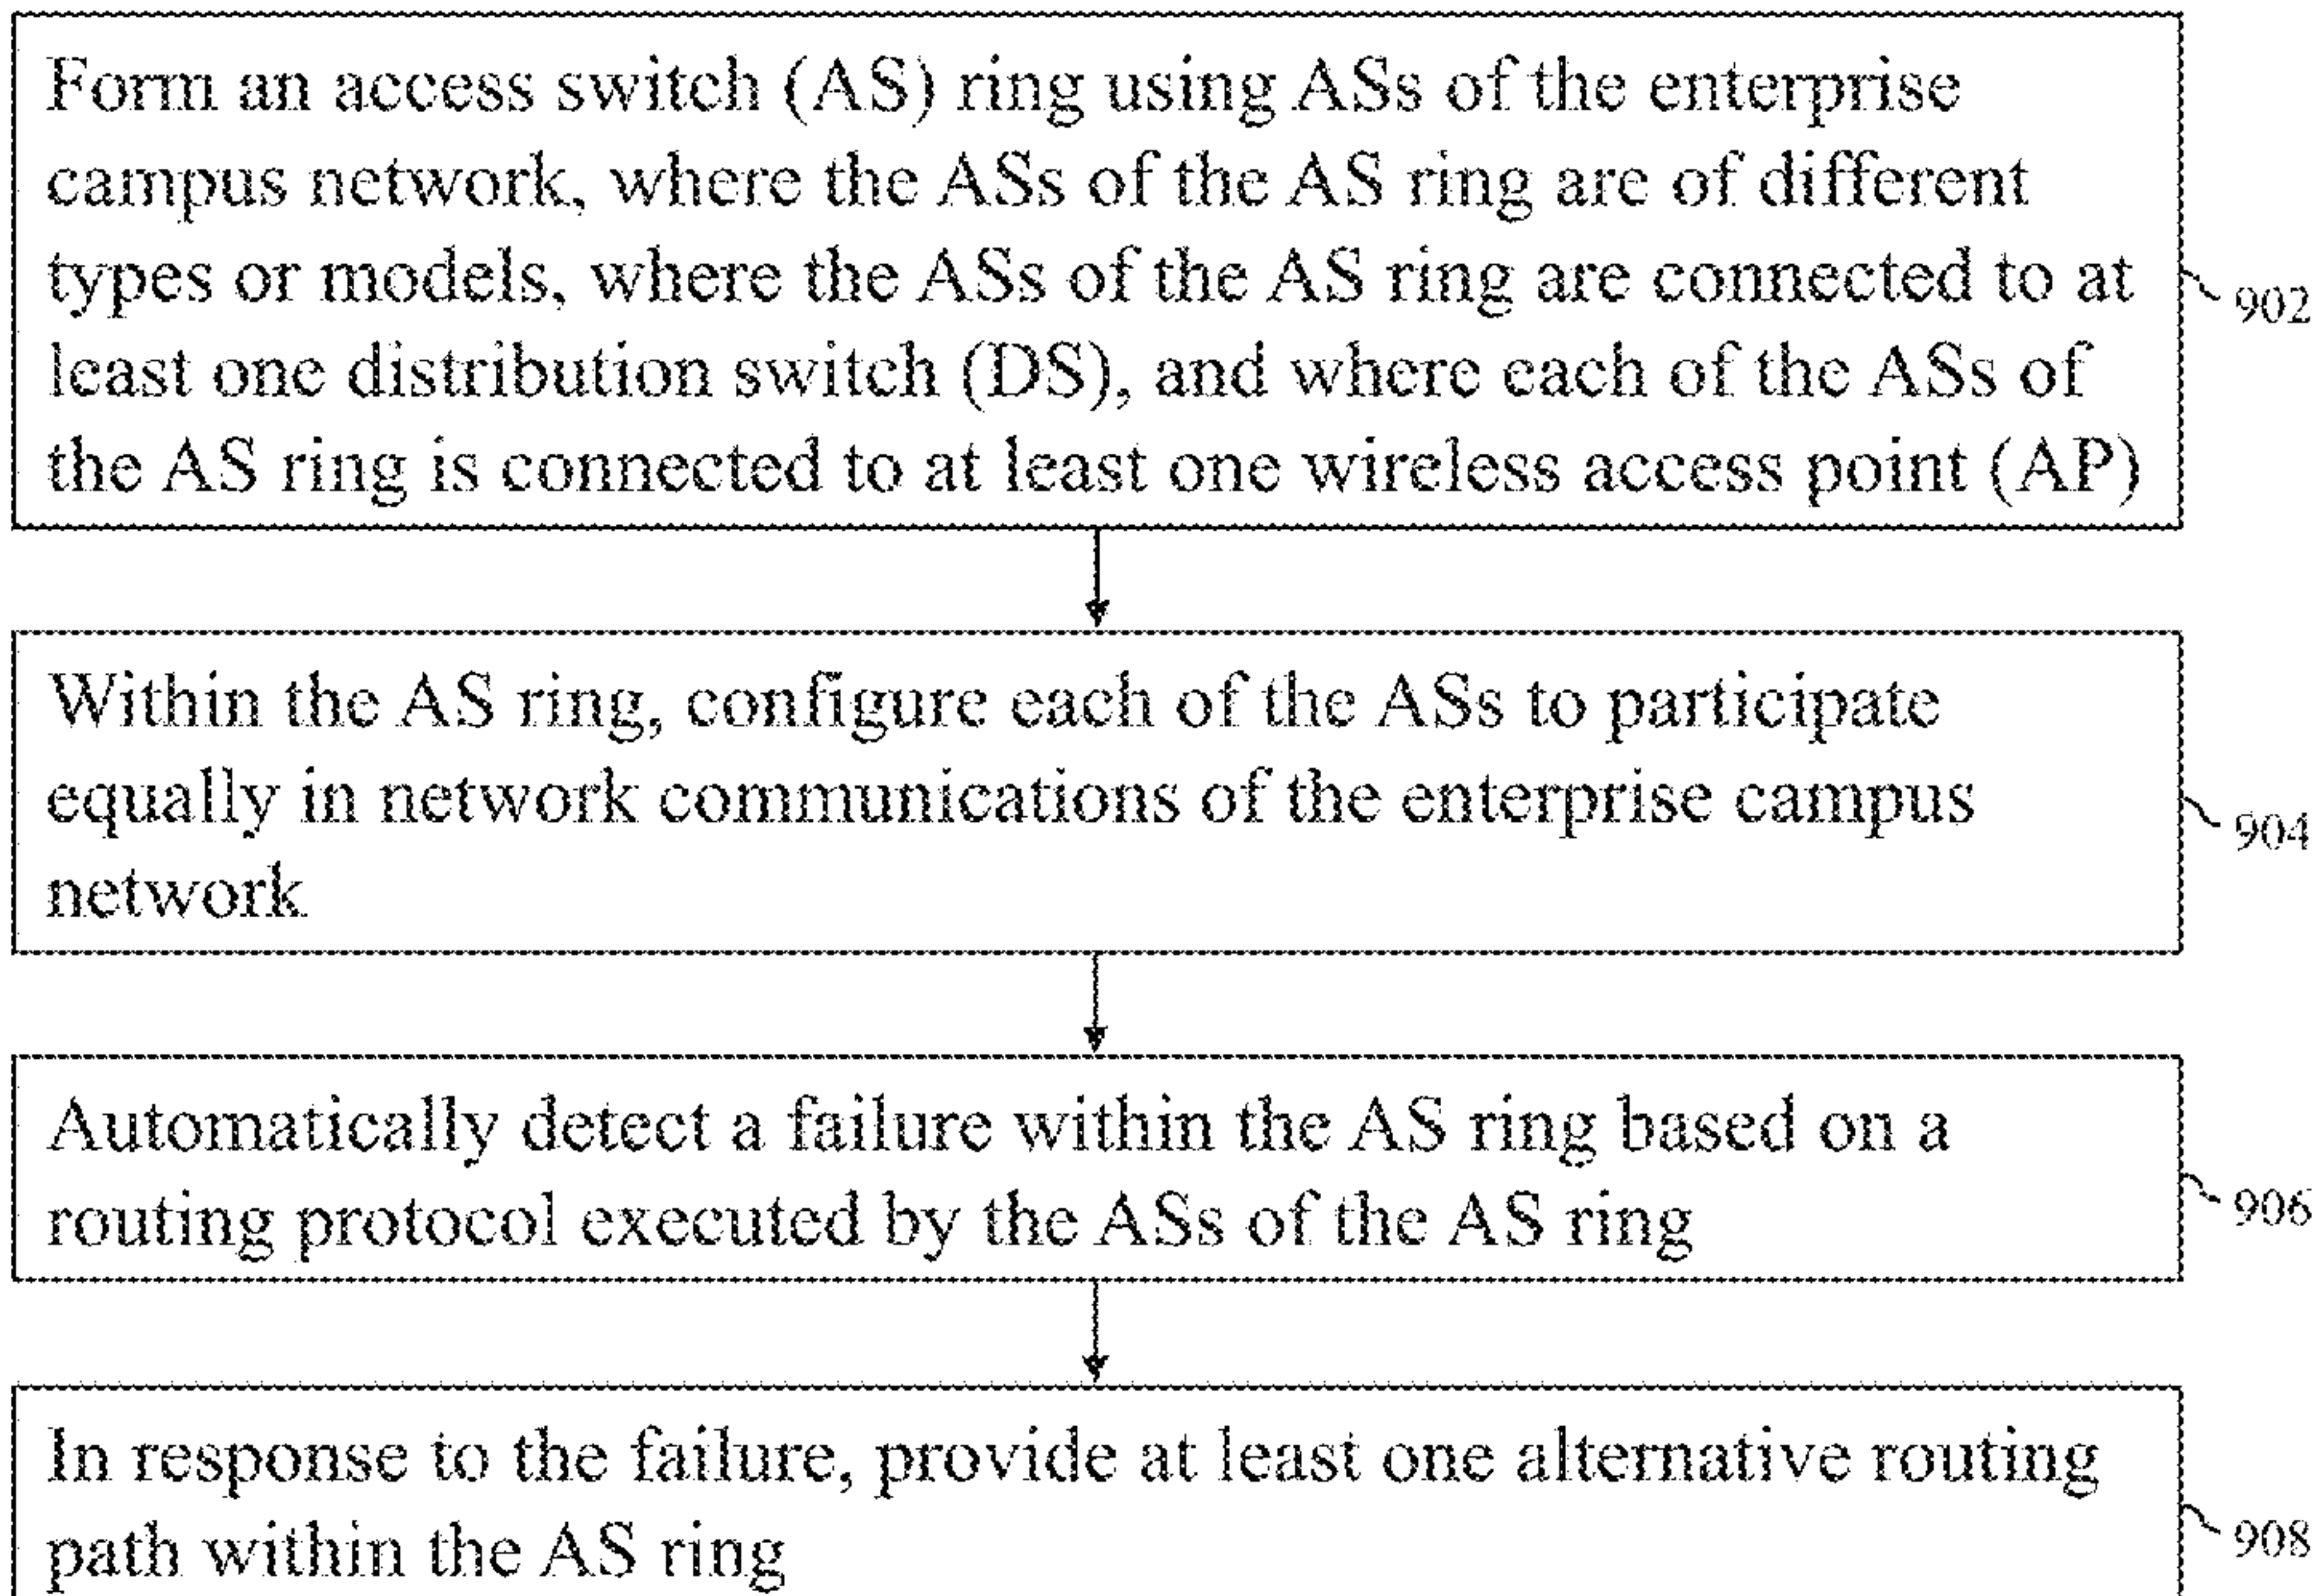 Form an access switch (AS) ring using ASs of the enterprise
campus network, where the ASs of the AS ring are of different
types or models, where the ASs of the AS ring are connected to at
least one distribution switch (DS), and where each of the ASs of
the AS ring is connected to at least one wireless access point (AP)
902
Within the AS ring, configure each of the ASs to participate
equally in network communications of the enterprise campus
network
904
Automatically detect a failure within the AS ring based on a
routing protocol executed by the ASs of the AS ring
906
In response to the failure, provide at least one alternative routing
path within the AS ring
908